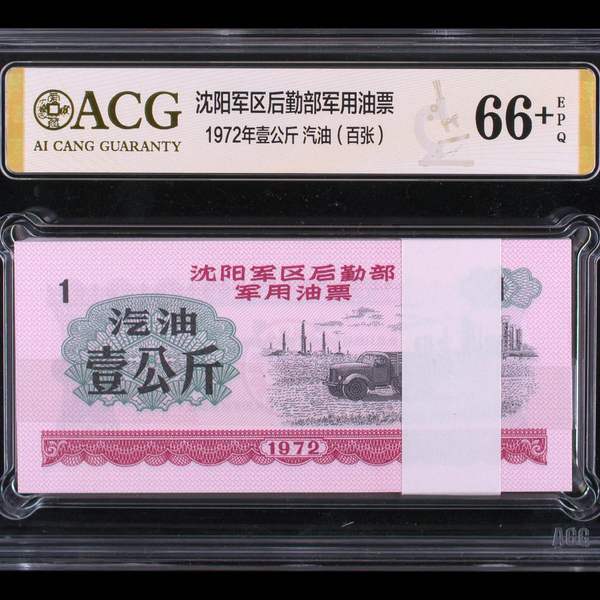 ACG
AI CANG GUARANTY
沈阳军区后勤部军用油票
1972年壹公斤 汽油（百张）
66+
EPQ
沈阳军区后勤部
军用油票
1
汽油
壹公斤
1972
ACG